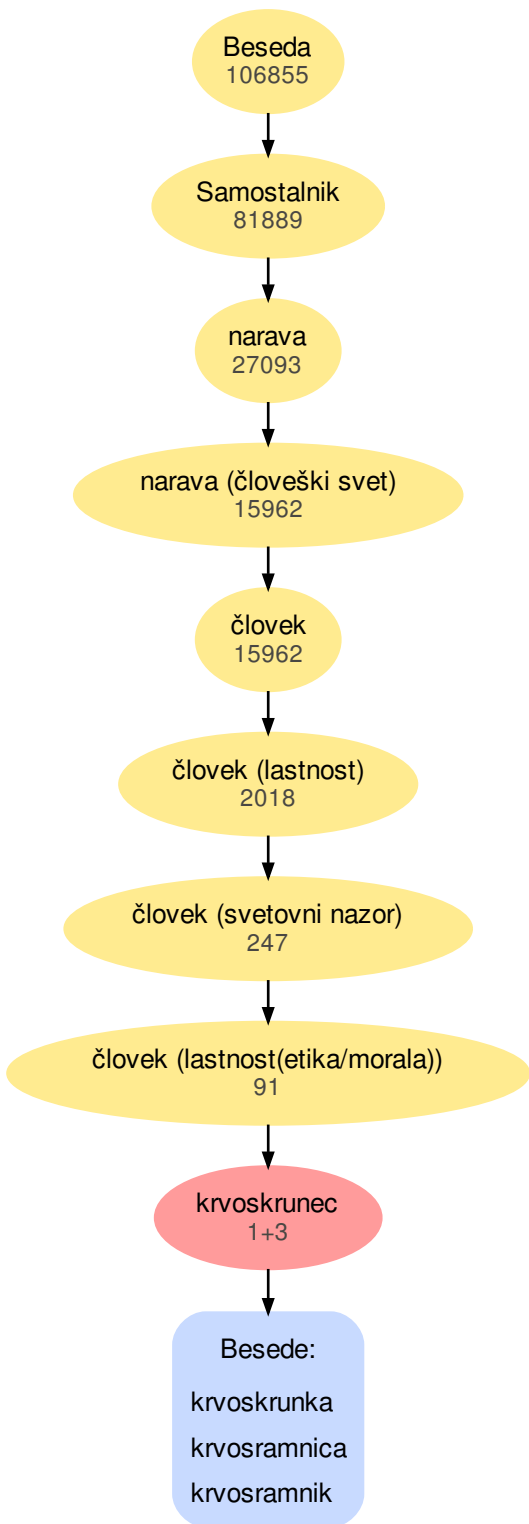 Beseda
106855
Samostalnik
81889
narava
27093
narava (človeški svet)
15962
človek
15962
človek (lastnost)
2018
človek (svetovni nazor)
247
človek (lastnost(etika/morala))
91
krvoskrunec
1+3
Besede:
krvoskrunka
krvosramnica
krvosramnik